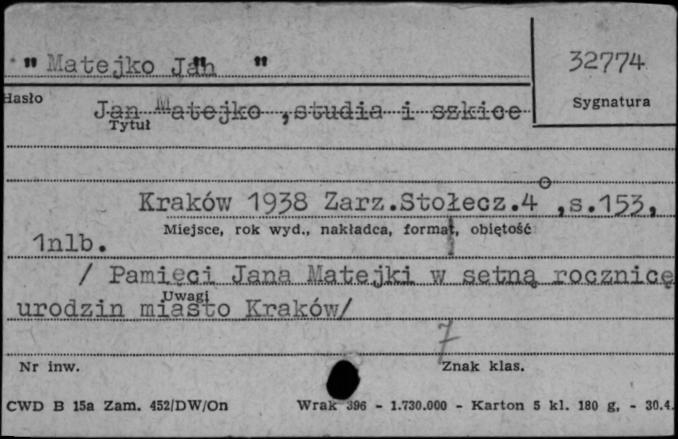 " Matejko Jan "
32774
Hasło
Sygnatura
Jan Matejko ,studia i szkice
Tytuł
Kraków 1938 Zarz.Stołecz.4° ,s.153,
Miejsce, rok wyd., nakładca, format, objętość
1nlb.
/ Pamięci Jana Matejki w setną rocznicę
Uwagi
urodzin miasto Kraków/
7
Nr inw.
Znak klas.
CWD B 15a Zam. 452/DW/On
Wrak 396 - 1.730.000 - Karton 5 kl. 180 g, - 30.4.